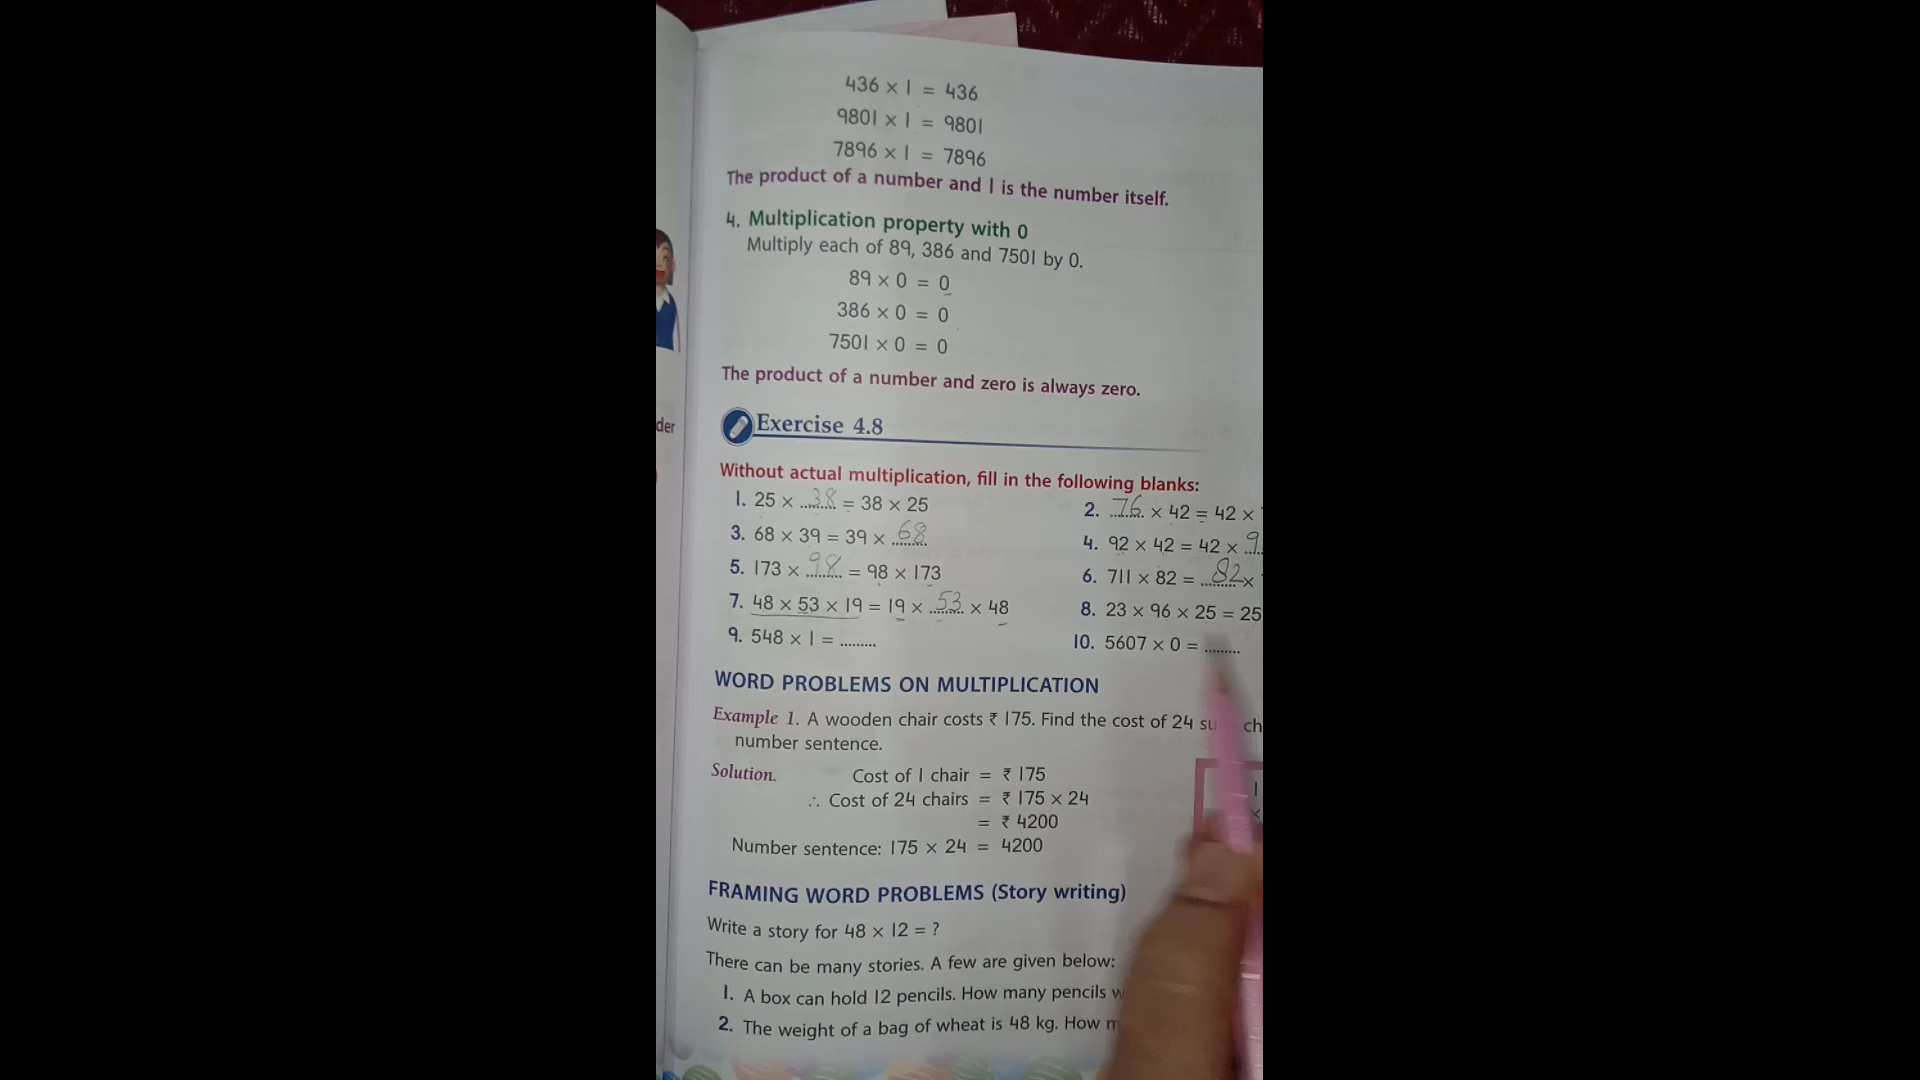 436 × 1 = 436
9801 × 1 = 9801
7896 × 1 = 7896
The product of a number and 1 is the number itself.
4. Multiplication property with 0
Multiply each of 89, 386 and 7501 by 0.
89 × 0 = 0
386 × 0 = 0
7501 × 0 = 0
The product of a number and zero is always zero.
der
Exercise 4.8
Without actual multiplication, fill in the following blanks:
1. 25 × 38 = 38 × 25
2. 76 × 42 = 42 ×
3. 68 × 39 = 39 × 68
4. 92 × 42 = 42 × 9
5. 173 × 98 = 98 × 173
6. 711 × 82 = 82 ×
7. 48 × 53 × 19 = 19 × 53 × 48
8. 23 × 96 × 25 = 25
9. 548 × 1 = .........
10. 5607 × 0 = .........
WORD PROBLEMS ON MULTIPLICATION
Example 1. A wooden chair costs ₹ 175. Find the cost of 24 su ch
number sentence.
Solution. Cost of 1 chair = ₹ 175
∴ Cost of 24 chairs = ₹ 175 × 24
= ₹ 4200
Number sentence: 175 × 24 = 4200
FRAMING WORD PROBLEMS (Story writing)
Write a story for 48 × 12 = ?
There can be many stories. A few are given below:
1. A box can hold 12 pencils. How many pencils w
2. The weight of a bag of wheat is 48 kg. How m